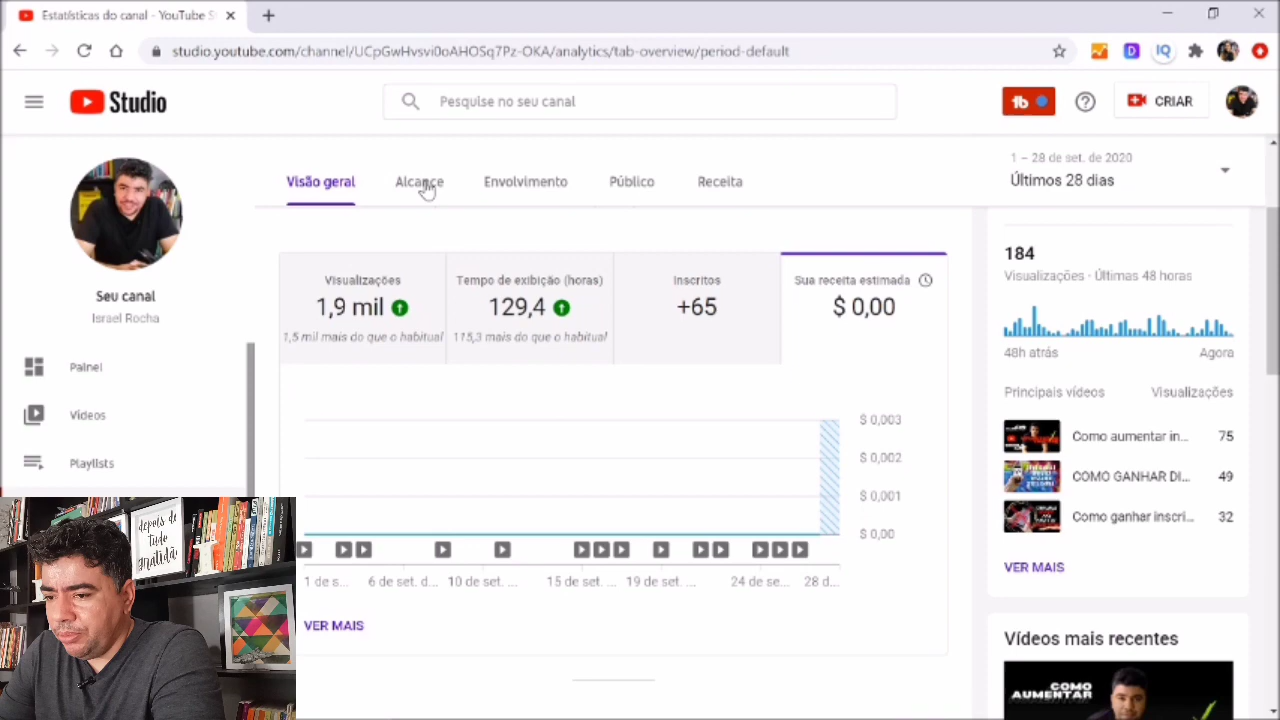 Estatísticas do canal - YouTube S
studio.youtube.com/channel/UCpGwHvsvi0oAHOSq7Pz-OKA/analytics/tab-overview/period-default
Studio
Pesquise no seu canal
CRIAR
Visão geral
Alcance
Envolvimento
Público
Receita
1 – 28 de set. de 2020
Últimos 28 dias
Seu canal
Israel Rocha
Painel
Vídeos
Playlists
Visualizações
1,9 mil
1,5 mil mais do que o habitual
Tempo de exibição (horas)
129,4
115,3 mais do que o habitual
Inscritos
+65
Sua receita estimada
$ 0,00
$ 0,003
$ 0,002
$ 0,001
$ 0,00
1 de s...
6 de set. d...
10 de set. ...
15 de set. ...
19 de set. ...
24 de se...
28 d...
VER MAIS
184
Visualizações · Últimas 48 horas
48h atrás
Agora
Principais vídeos
Visualizações
Como aumentar in...
75
COMO GANHAR DI...
49
Como ganhar inscri...
32
VER MAIS
Vídeos mais recentes
COMO
AUMENTAR
depois de
tudo